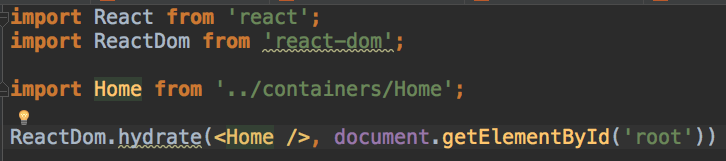 import React from 'react';
import ReactDom from 'react-dom';
import Home from '../containers/Home';
ReactDom.hydrate(<Home />, document.getElementById('root'))